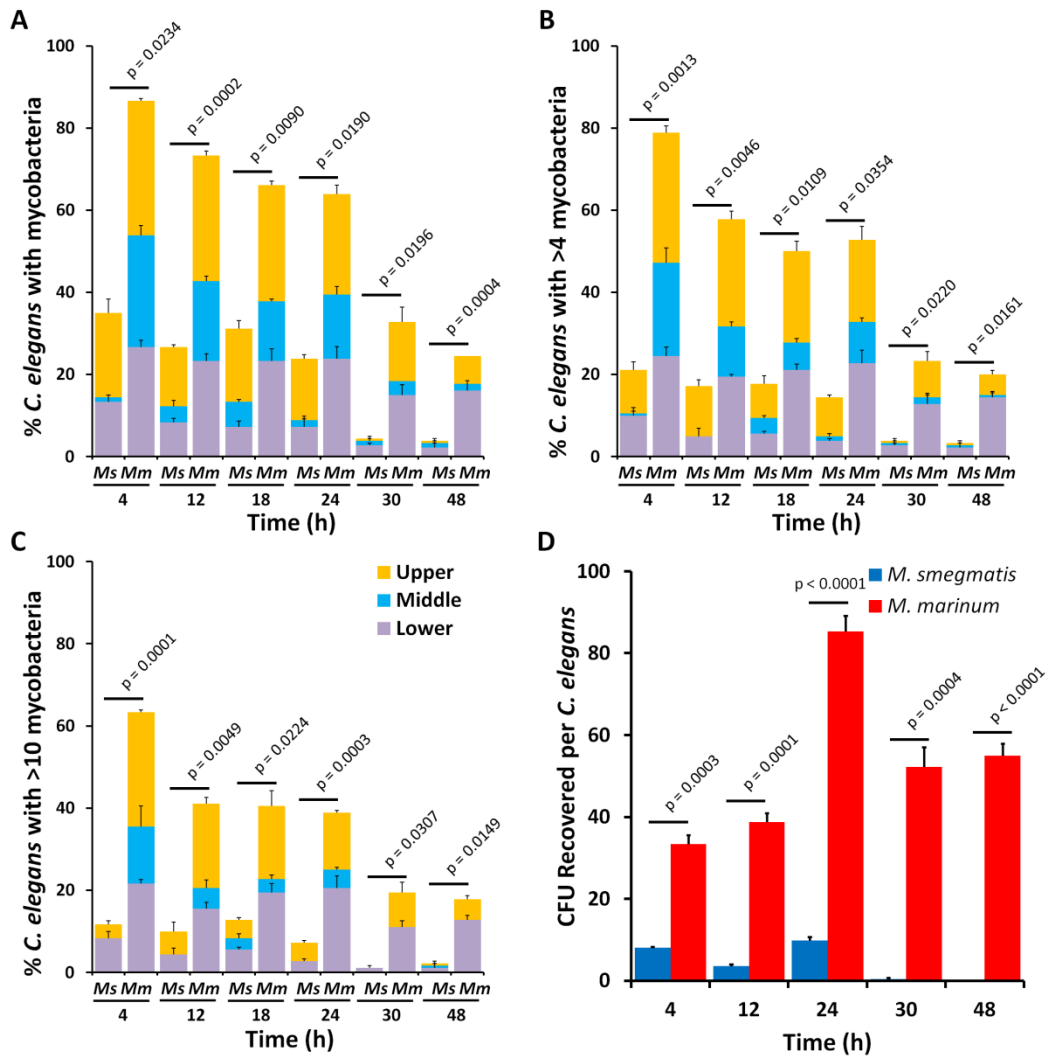 A
% C. elegans with mycobacteria
100
80
60
40
20
0
p = 0.0234
p = 0.0002
p = 0.0090
p = 0.0190
p = 0.0196
p = 0.0004
Ms Mm Ms Mm Ms Mm Ms Mm Ms Mm Ms Mm
4 12 18 24 30 48
Time (h)
B
% C. elegans with >4 mycobacteria
100
80
60
40
20
0
p = 0.0013
p = 0.0046
p = 0.0109
p = 0.0354
p = 0.0220
p = 0.0161
Ms Mm Ms Mm Ms Mm Ms Mm Ms Mm Ms Mm
4 12 18 24 30 48
Time (h)
C
% C. elegans with >10 mycobacteria
100
80
60
40
20
0
Upper
Middle
Lower
p = 0.0001
p = 0.0049
p = 0.0224
p = 0.0003
p = 0.0307
p = 0.0149
Ms Mm Ms Mm Ms Mm Ms Mm Ms Mm Ms Mm
4 12 18 24 30 48
Time (h)
D
CFU Recovered per C. elegans
100
80
60
40
20
0
M. smegmatis
M. marinum
p = 0.0003
p = 0.0001
p < 0.0001
p = 0.0004
p < 0.0001
4 12 24 30 48
Time (h)